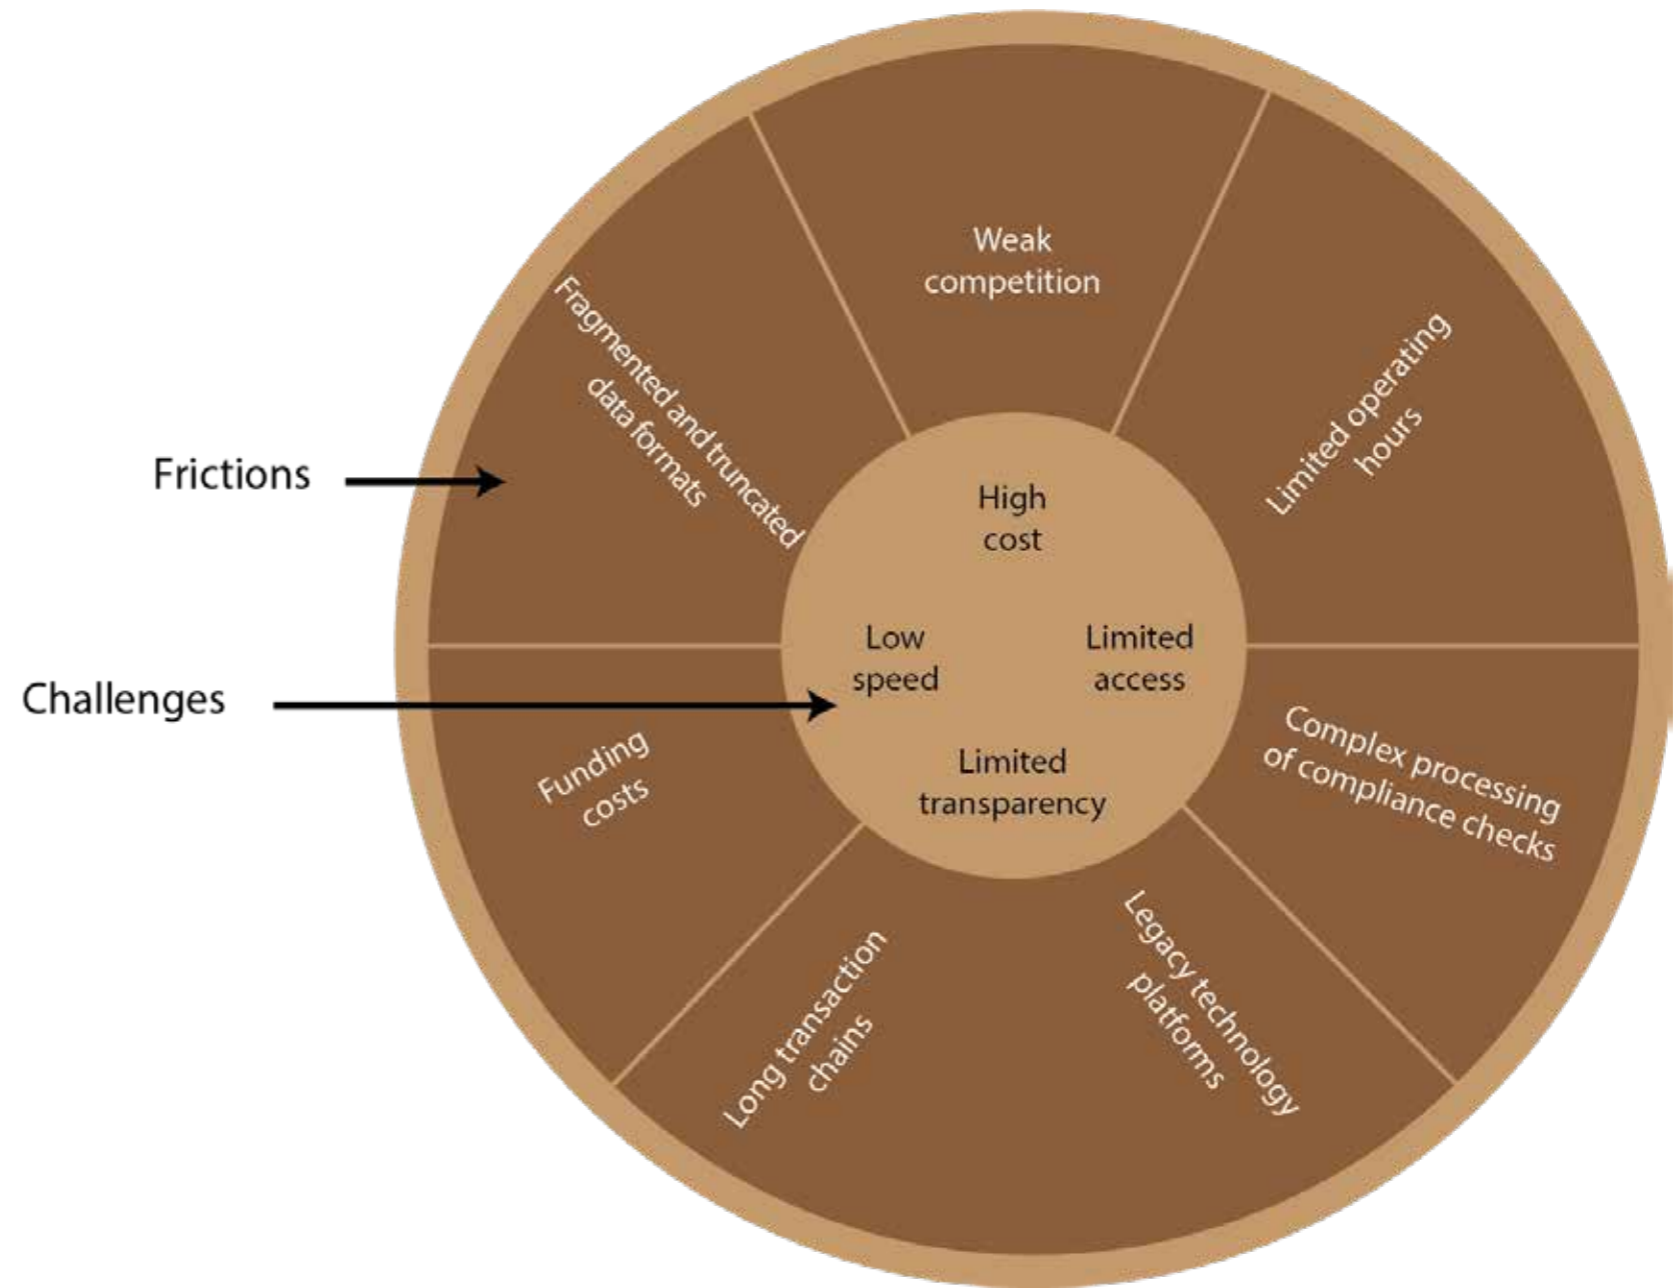 Weak
competition
Limited operating
hours
Fragmented and truncated
data formats
Frictions
High
cost
Low
speed
Limited
access
Challenges
Limited
transparency
Funding
costs
Complex processing
of compliance checks
Long transaction
chains
Legacy technology
platforms